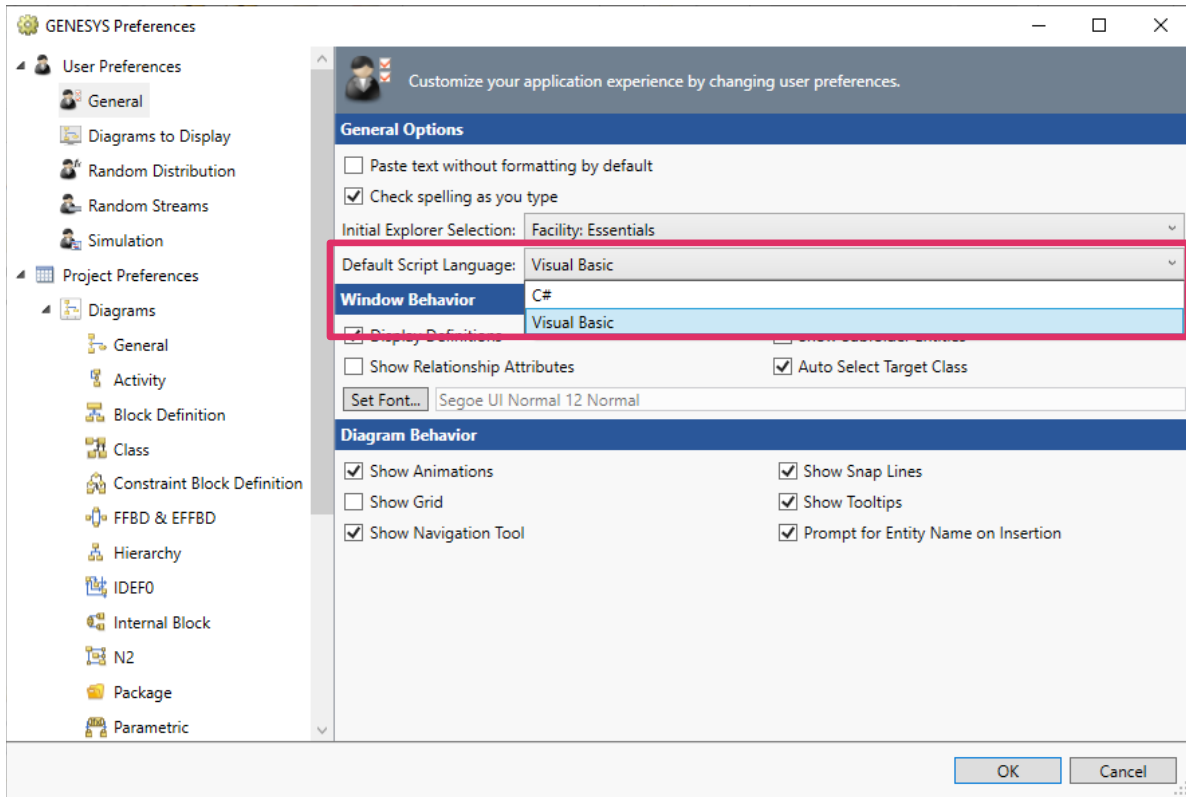 GENESYS Preferences
User Preferences
General
Diagrams to Display
Random Distribution
Random Streams
Simulation
Project Preferences
Diagrams
General
Activity
Block Definition
Class
Constraint Block Definition
FFBD & EFFBD
Hierarchy
IDEF0
Internal Block
N2
Package
Parametric
Customize your application experience by changing user preferences.
General Options
Paste text without formatting by default
Check spelling as you type
Initial Explorer Selection: Facility: Essentials
Default Script Language: Visual Basic
C#
Visual Basic
Window Behavior
Display Definitions Show Subfolder Entities
Show Relationship Attributes Auto Select Target Class
Set Font... Segoe UI Normal 12 Normal
Diagram Behavior
Show Animations Show Snap Lines
Show Grid Show Tooltips
Show Navigation Tool Prompt for Entity Name on Insertion
OK Cancel